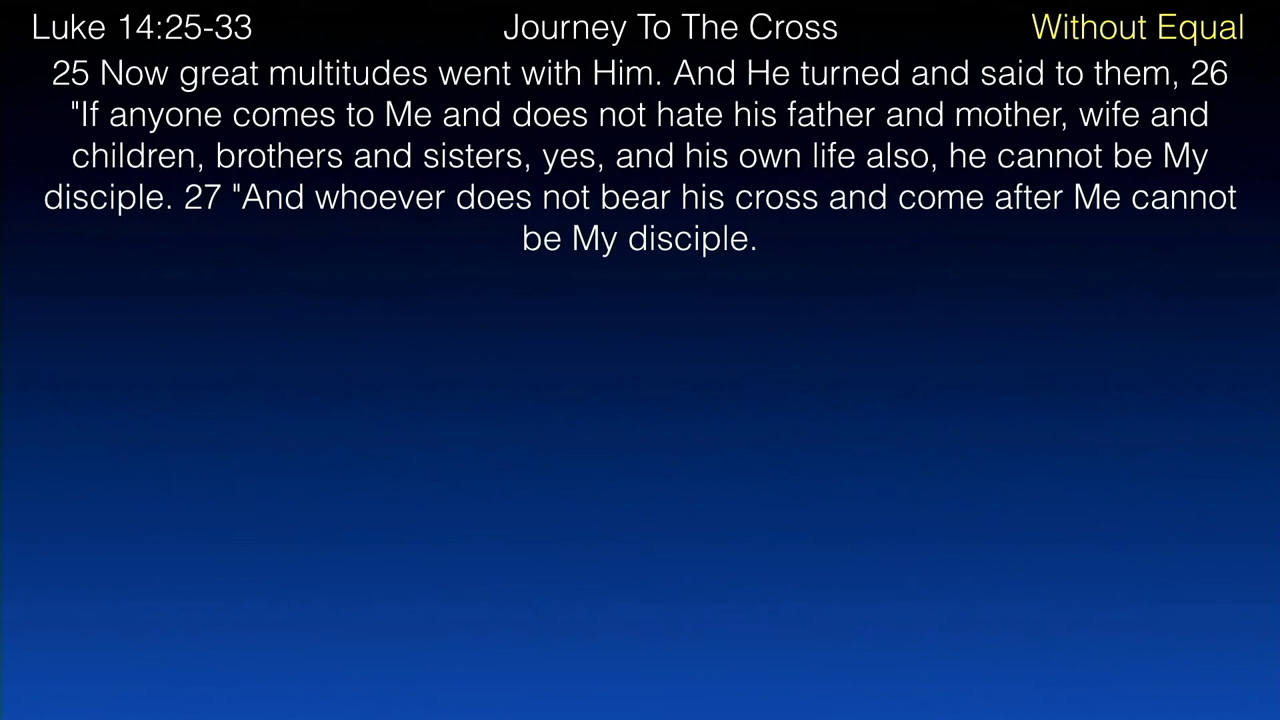 Luke 14:25-33 Journey To The Cross Without Equal
25 Now great multitudes went with Him. And He turned and said to them, 26
"If anyone comes to Me and does not hate his father and mother, wife and
children, brothers and sisters, yes, and his own life also, he cannot be My
disciple. 27 "And whoever does not bear his cross and come after Me cannot
be My disciple.